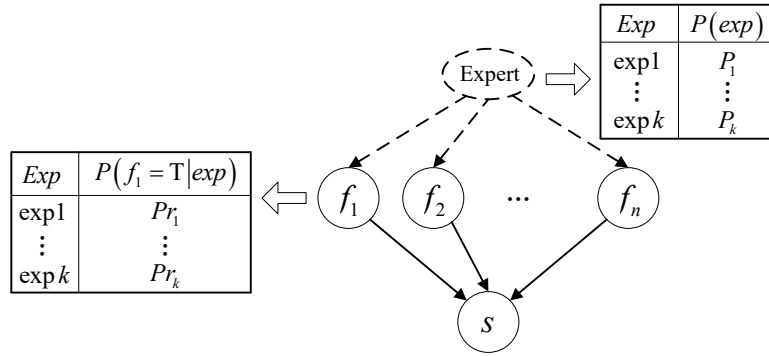 Exp P(exp)
exp1 P₁
⋮ ⋮
exp k Pₖ
Expert
Exp P(f₁ = T|exp)
exp1 Pr₁
⋮ ⋮
exp k Prₖ
f₁ f₂ ... fₙ
s